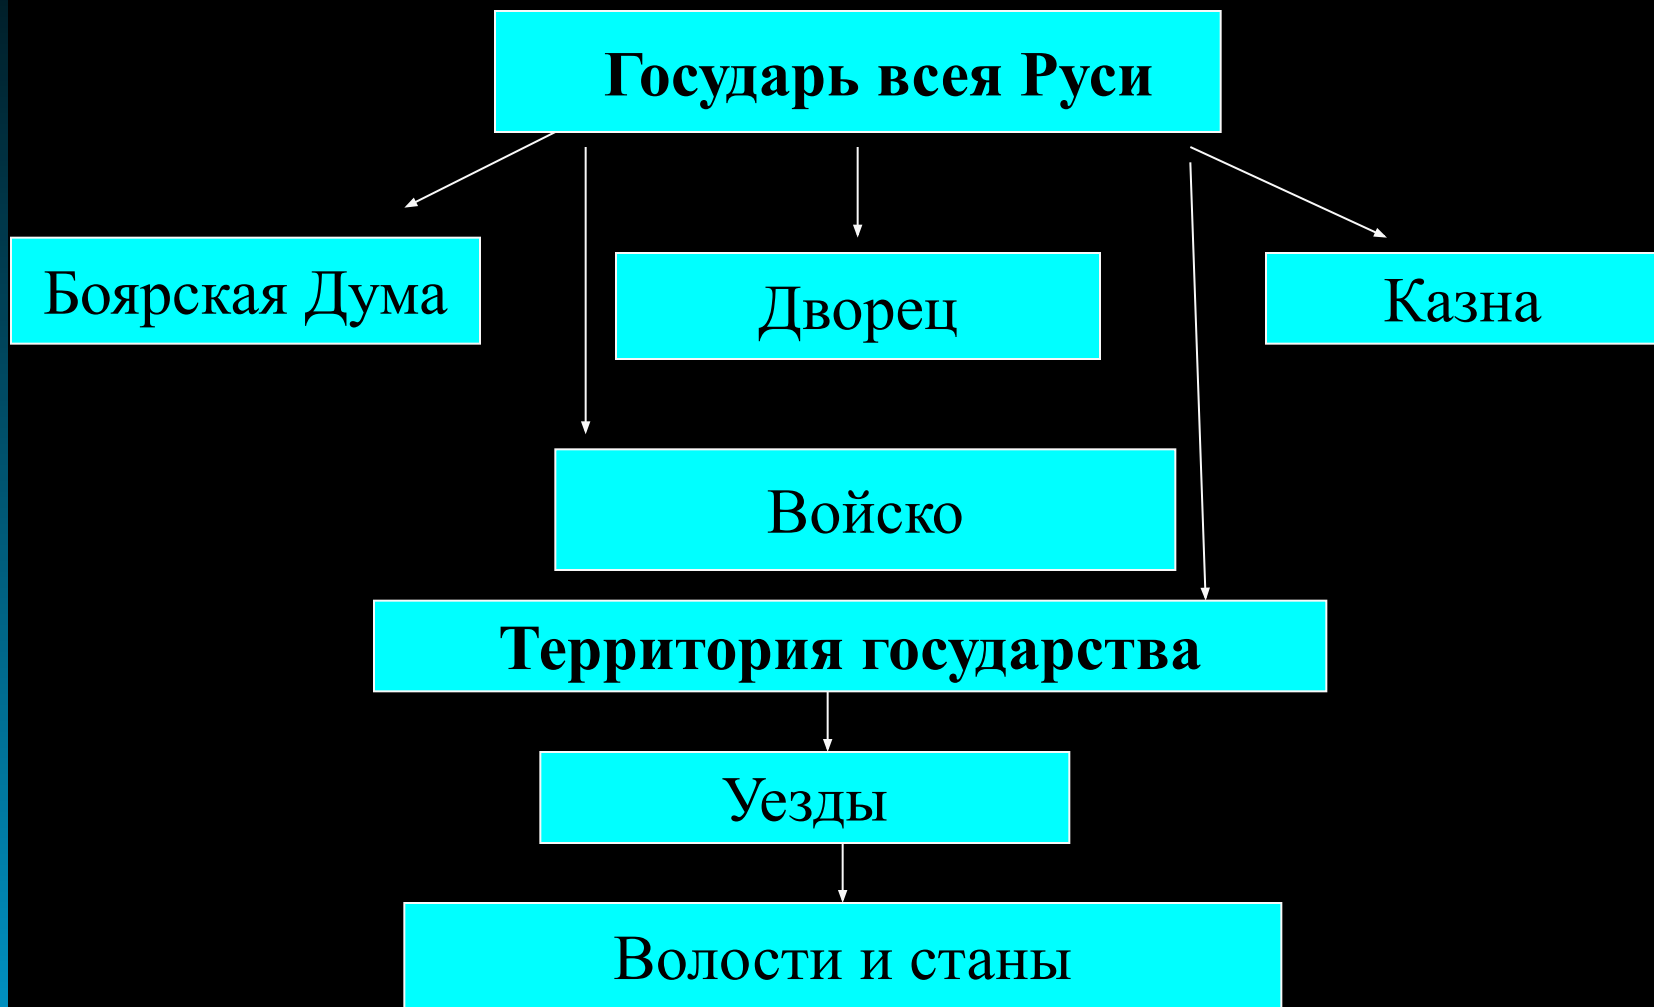 Государь всея Руси
Боярская Дума
Дворец
Казна
Войско
Территория государства
Уезды
Волости и станы